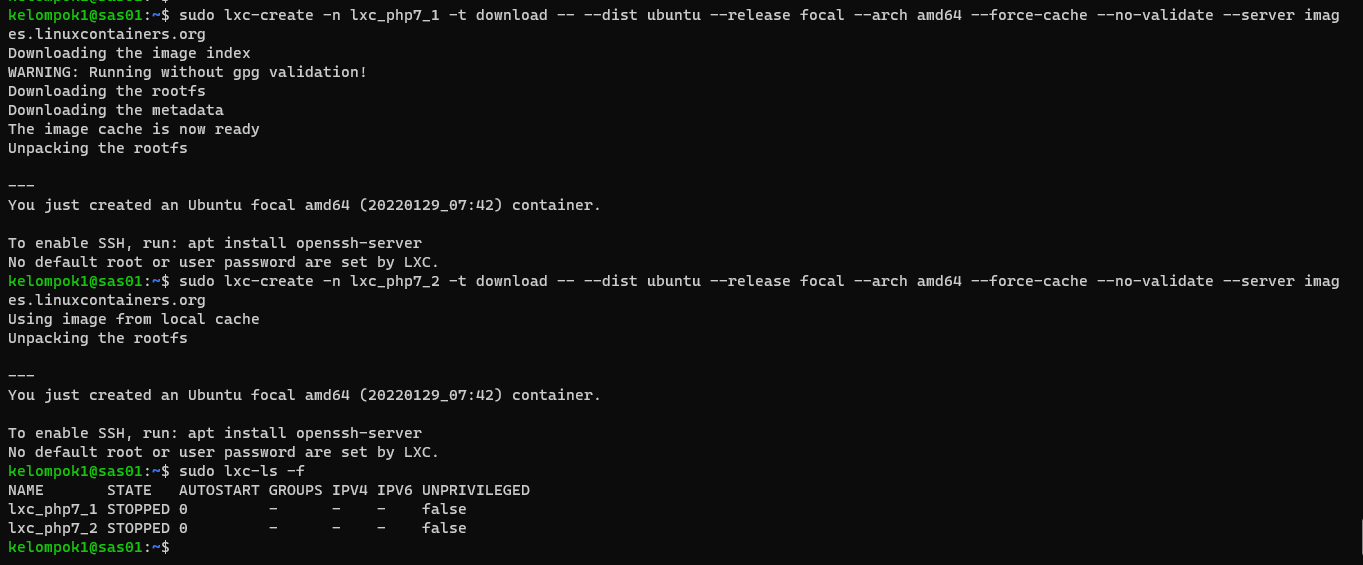 kelompok1@sas01:~$ sudo lxc-create -n lxc_php7_1 -t download -- --dist ubuntu --release focal --arch amd64 --force-cache --no-validate --server imag
es.linuxcontainers.org
Downloading the image index
WARNING: Running without gpg validation!
Downloading the rootfs
Downloading the metadata
The image cache is now ready
Unpacking the rootfs
---
You just created an Ubuntu focal amd64 (20220129_07:42) container.
To enable SSH, run: apt install openssh-server
No default root or user password are set by LXC.
kelompok1@sas01:~$ sudo lxc-create -n lxc_php7_2 -t download -- --dist ubuntu --release focal --arch amd64 --force-cache --no-validate --server imag
es.linuxcontainers.org
Using image from local cache
Unpacking the rootfs
---
You just created an Ubuntu focal amd64 (20220129_07:42) container.
To enable SSH, run: apt install openssh-server
No default root or user password are set by LXC.
kelompok1@sas01:~$ sudo lxc-ls -f
NAME       STATE   AUTOSTART GROUPS IPV4 IPV6 UNPRIVILEGED
lxc_php7_1 STOPPED 0         -      -    -    false
lxc_php7_2 STOPPED 0         -      -    -    false
kelompok1@sas01:~$